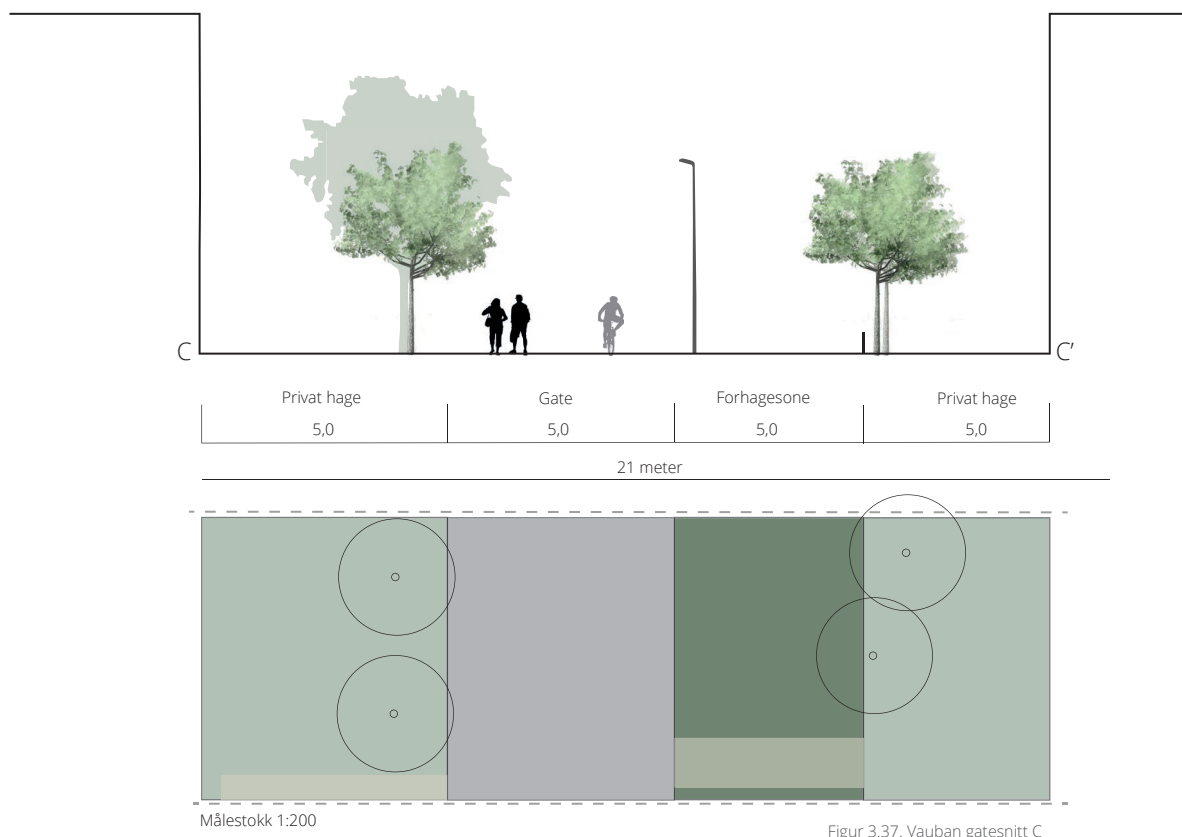 C
C'
Privat hage
Gate
Forhagesone
Privat hage
5,0
5,0
5,0
5,0
21 meter
Målestokk 1:200
Figur 3.37. Vauban gatesnitt C